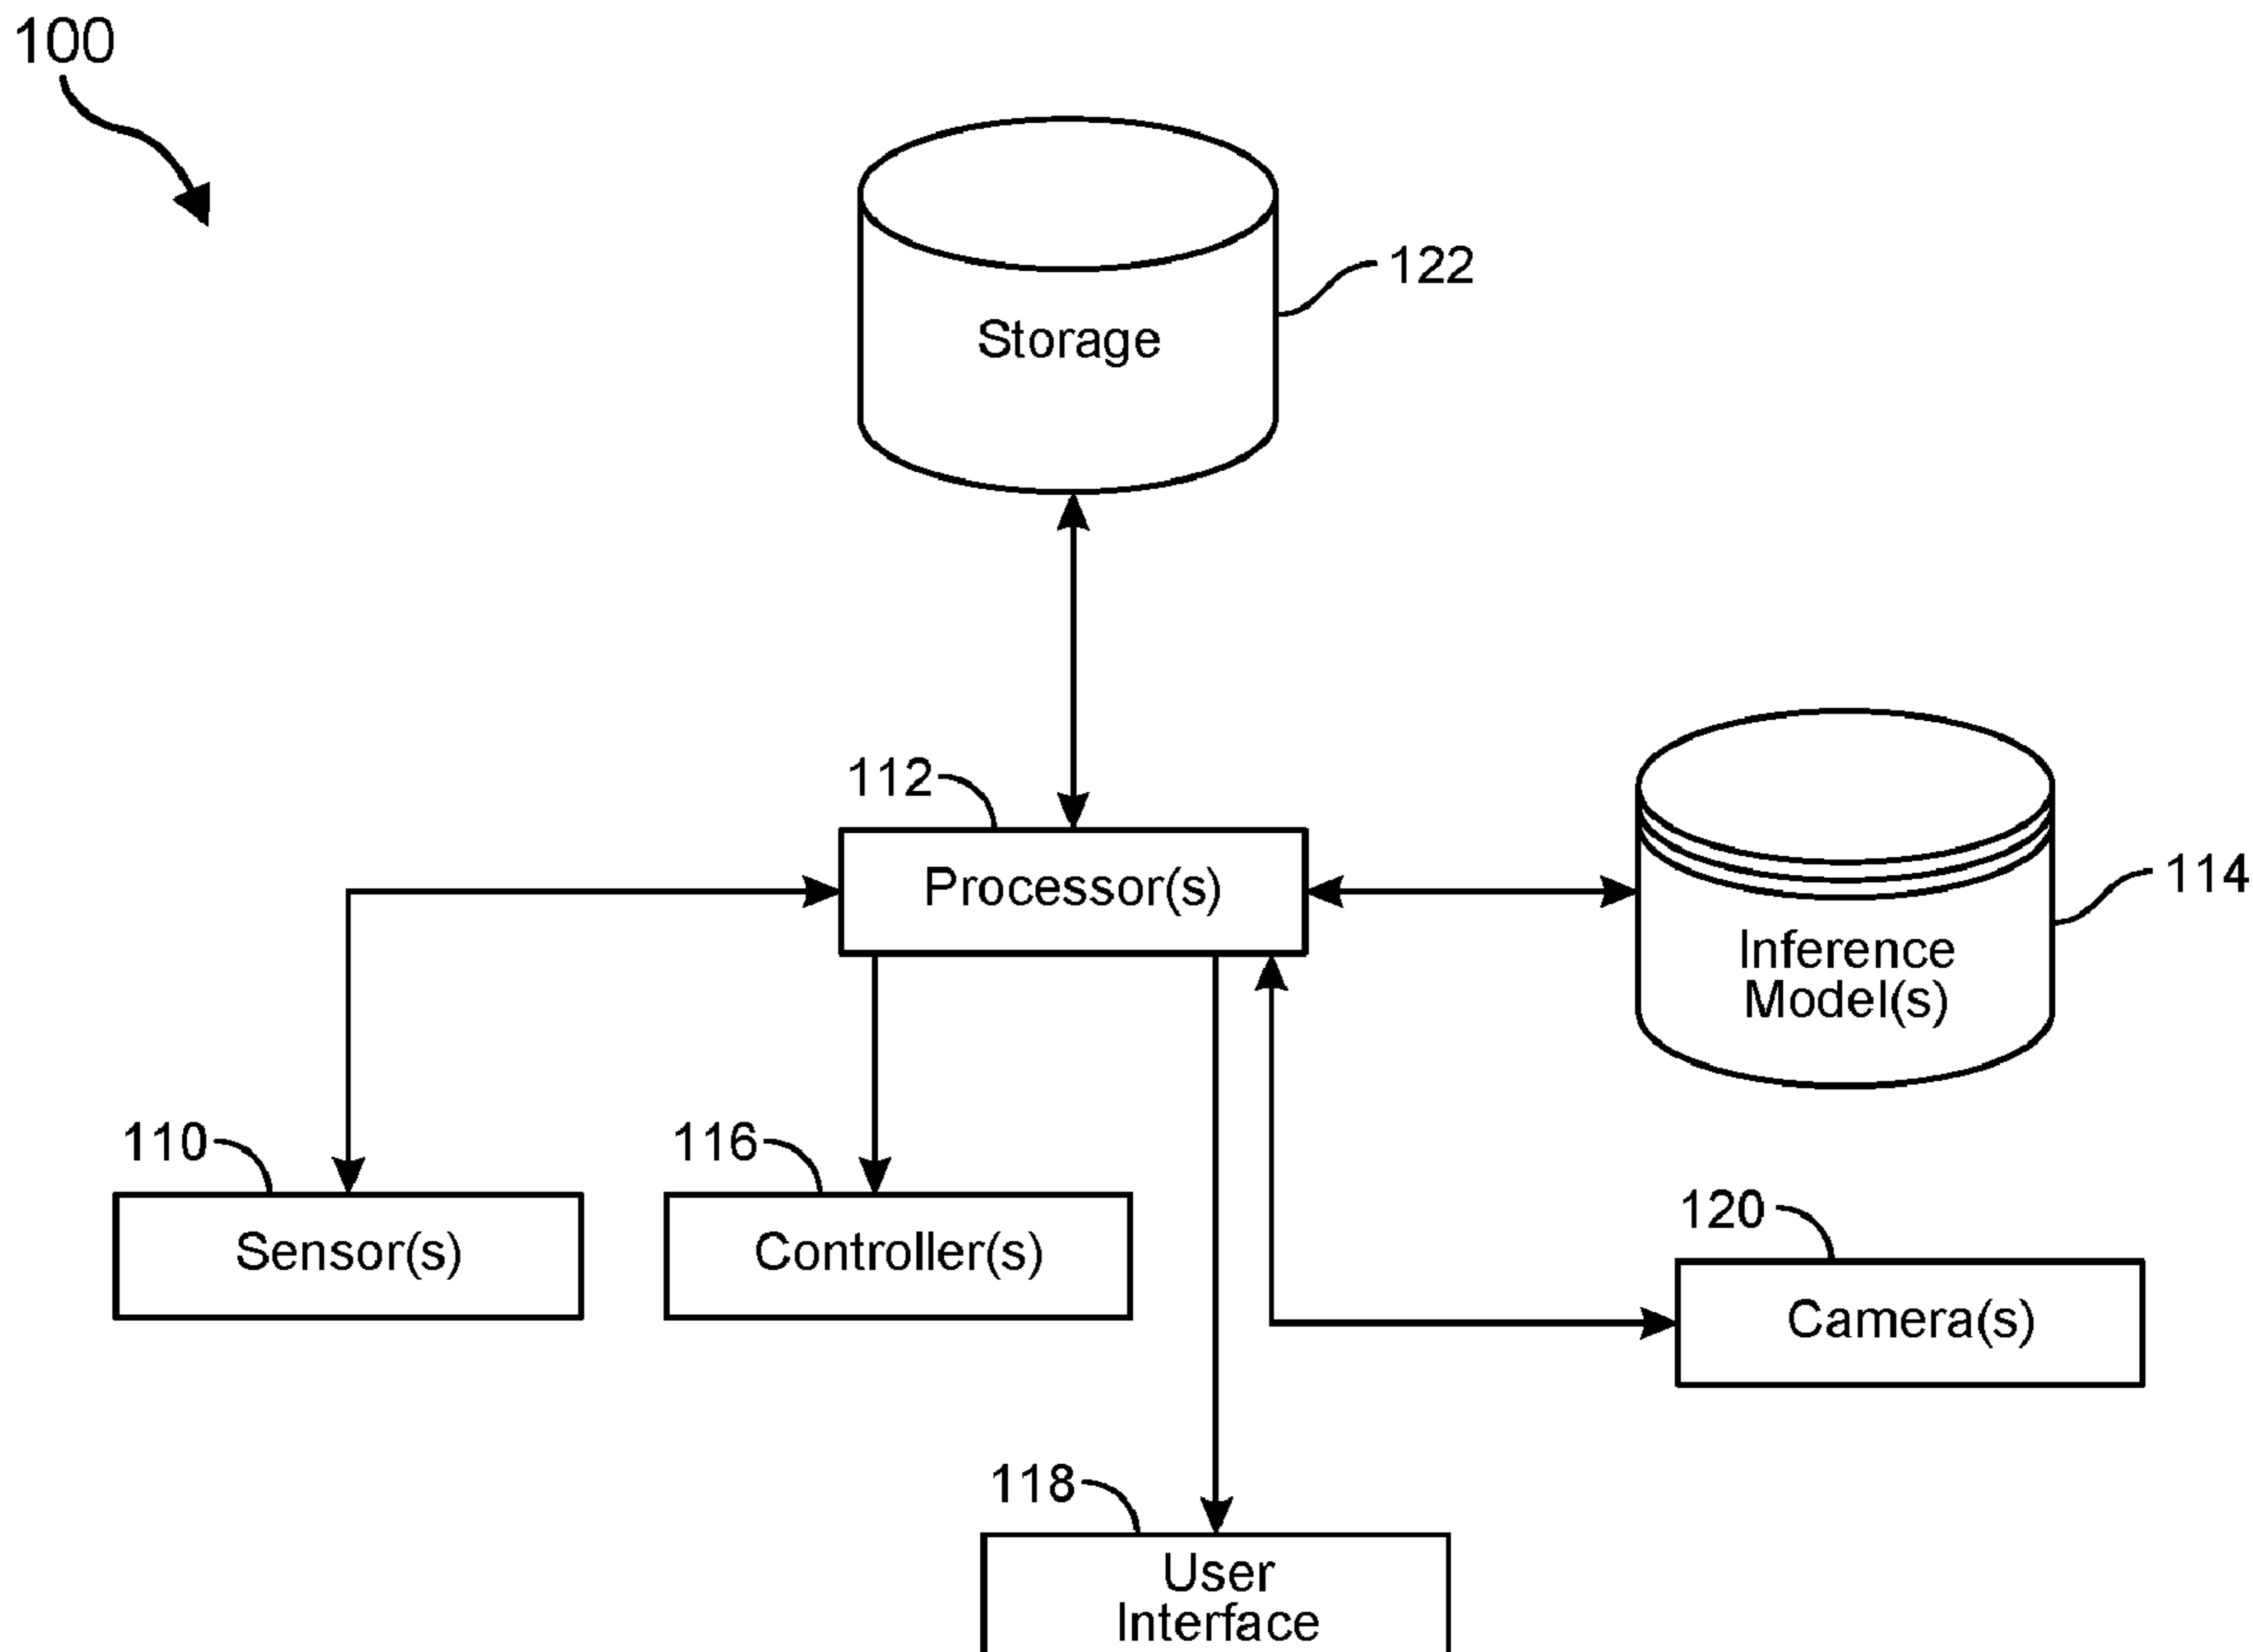 100
122
Storage
112
Processor(s)
114
Inference
Model(s)
110
116
Sensor(s)
Controller(s)
120
Camera(s)
118
User
Interface